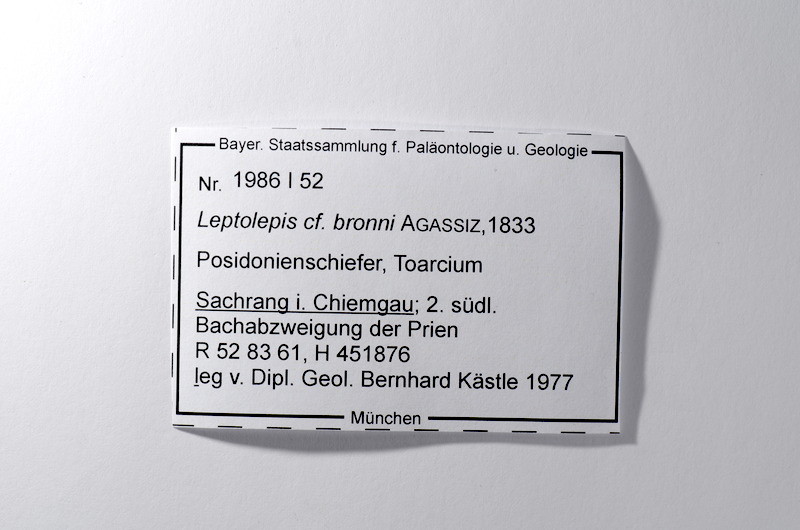 Bayer. Staatssammlung f. Paläontologie u. Geologie
Nr. 1986 I 52
Leptolepis cf. bronni AGASSIZ,1833
Posidonienschiefer, Toarcium
Sachrang i. Chiemgau; 2. südl.
Bachabzweigung der Prien
R 52 83 61, H 451876
leg v. Dipl. Geol. Bernhard Kästle 1977
München